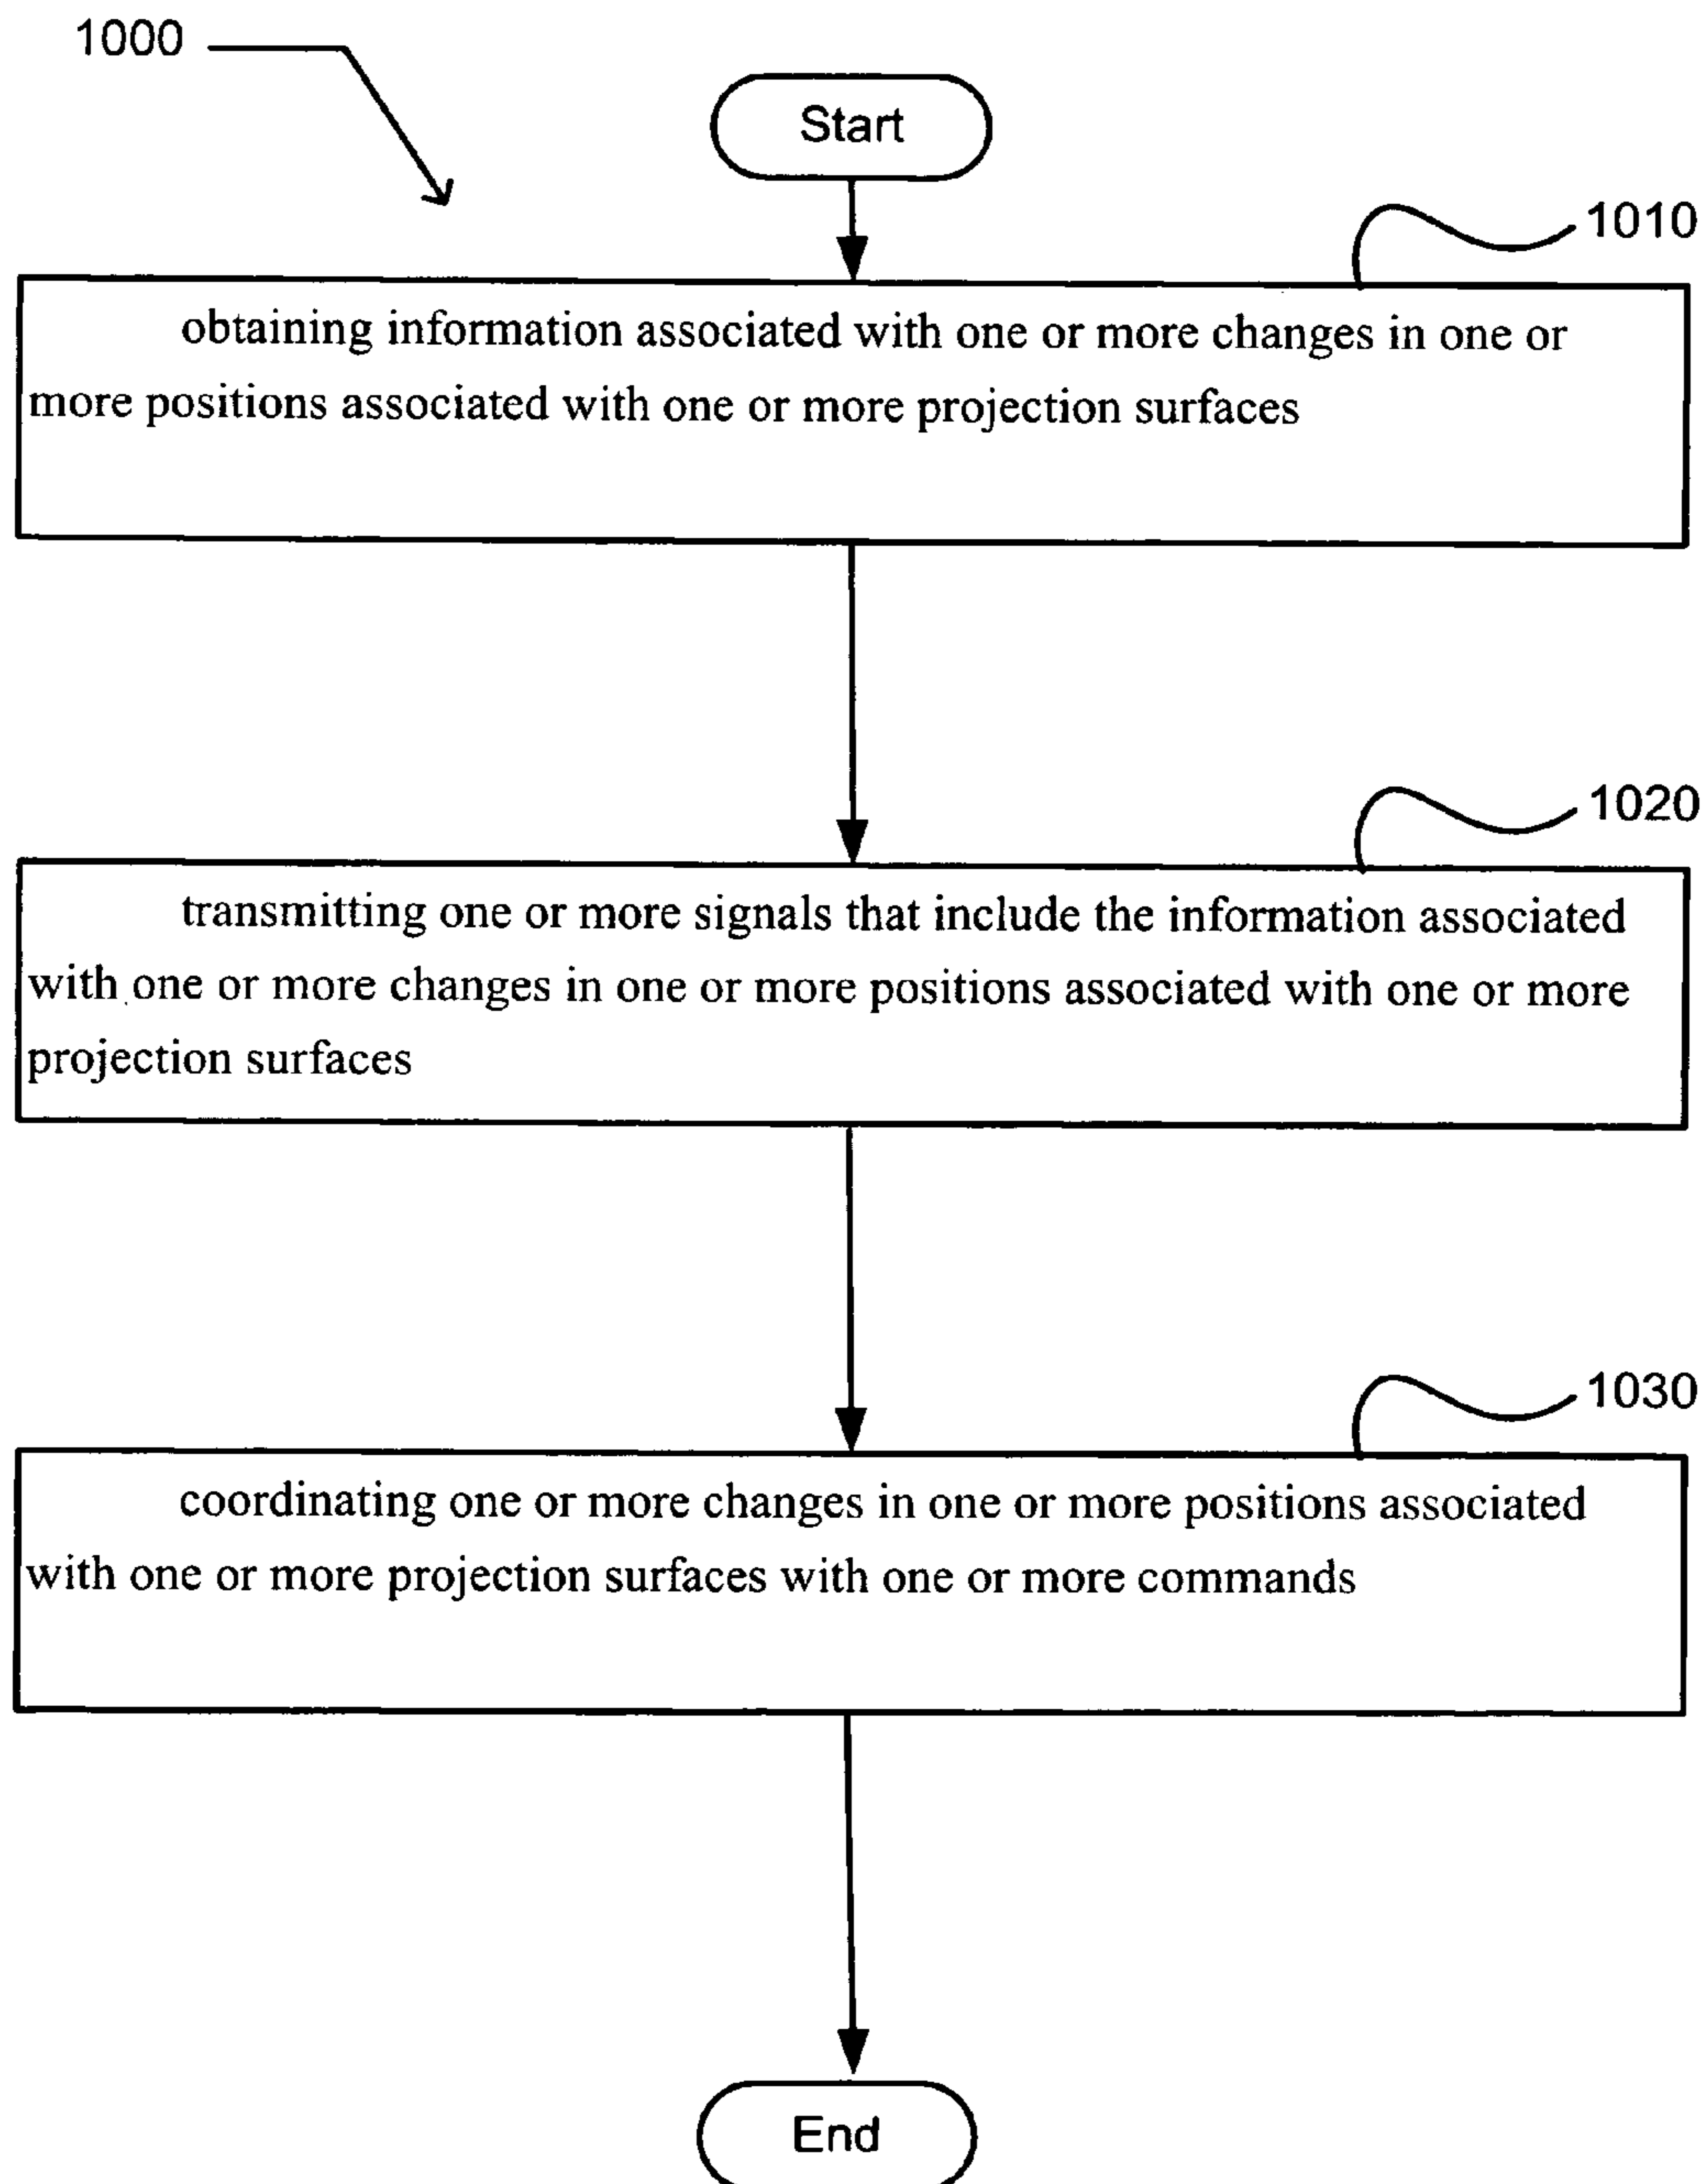 1000
Start
1010
obtaining information associated with one or more changes in one or
more positions associated with one or more projection surfaces
1020
transmitting one or more signals that include the information associated
with one or more changes in one or more positions associated with one or more
projection surfaces
1030
coordinating one or more changes in one or more positions associated
with one or more projection surfaces with one or more commands
End